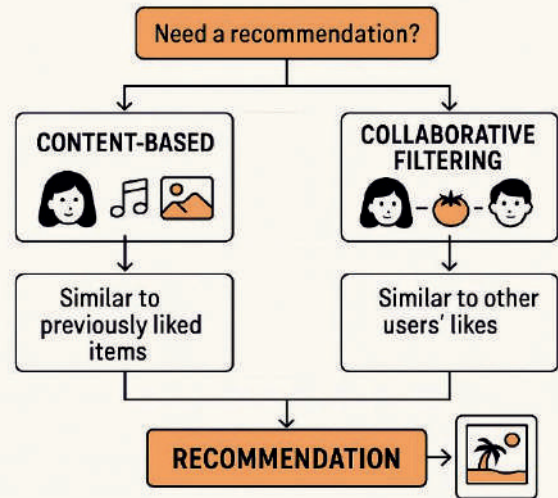 Need a recommendation?
CONTENT-BASED
COLLABORATIVE
FILTERING
Similar to
previously liked
items
Similar to other
users' likes
RECOMMENDATION